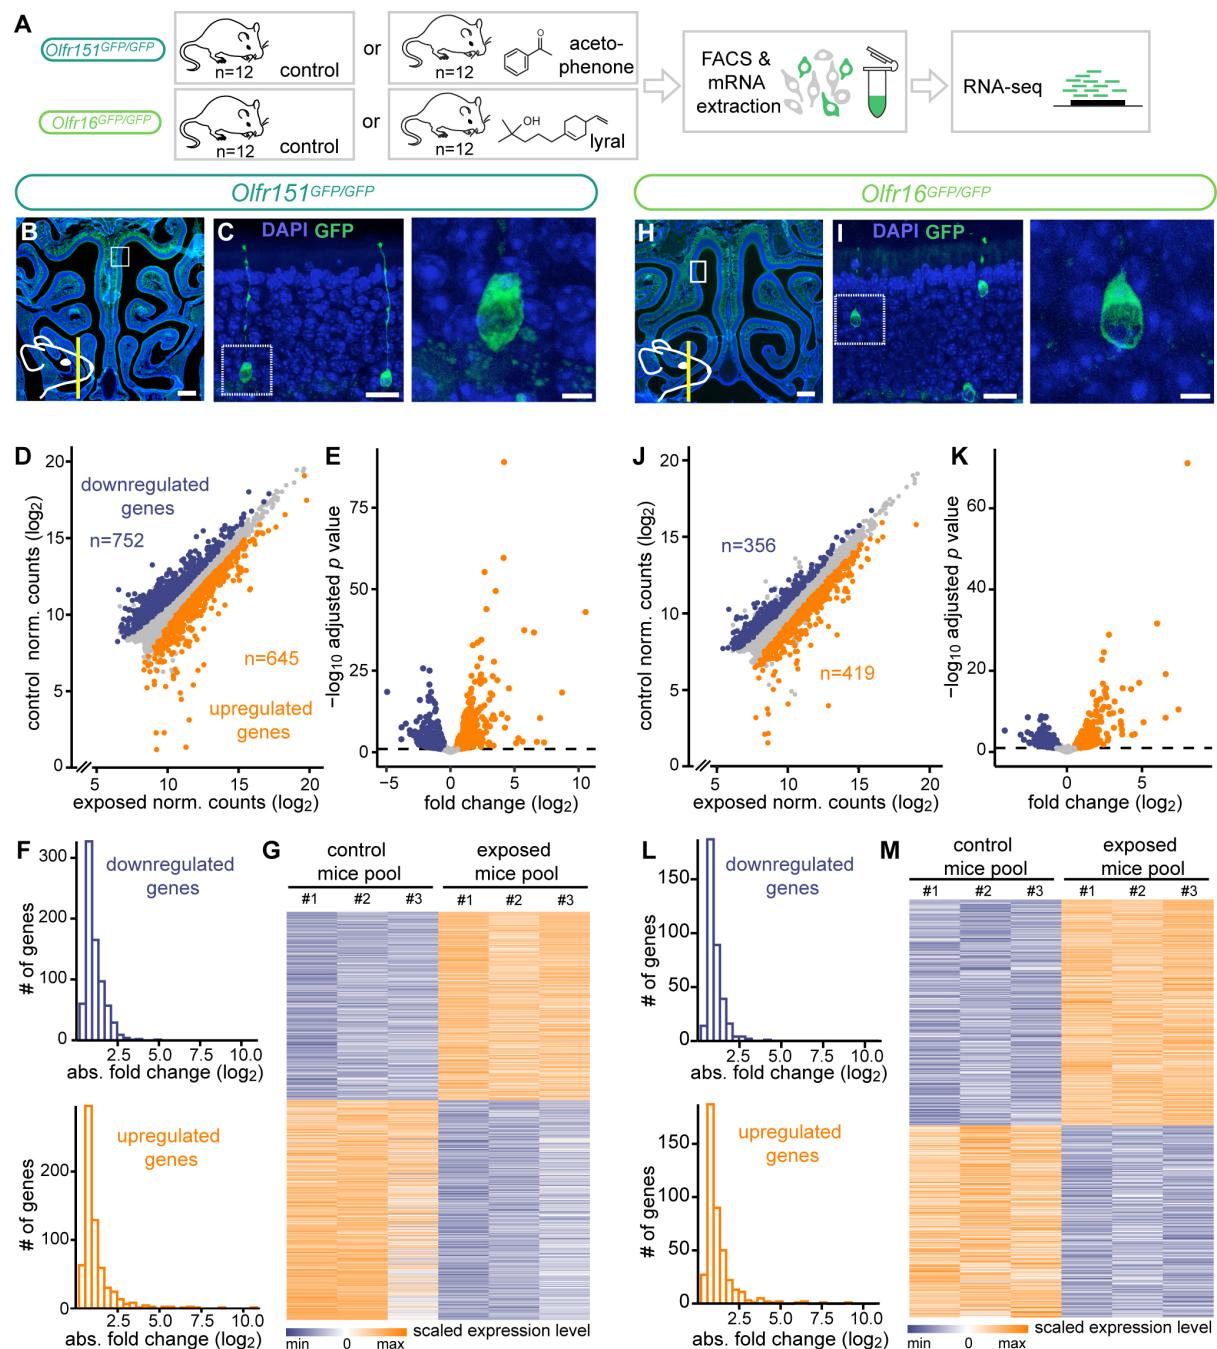 A
Olfr151GFP/GFP
n=12
control
or
n=12
aceto-
phenone
FACS &
mRNA
extraction
RNA-seq
Olfr16GFP/GFP
n=12
control
or
n=12
OH
lyral
Olfr151GFP/GFP
Olfr16GFP/GFP
B
C
DAPI GFP
H
I
DAPI GFP
D
control norm. counts (log2)
20
15
10
5
0
downregulated
genes
n=752
n=645
upregulated
genes
5
10
15
20
exposed norm. counts (log2)
E
−log10 adjusted p value
75
50
25
0
−5
0
5
10
fold change (log2)
J
control norm. counts (log2)
20
15
10
5
0
n=356
n=419
5
10
15
20
exposed norm. counts (log2)
K
−log10 adjusted p value
60
40
20
0
0
5
fold change (log2)
F
# of genes
300
200
100
0
downregulated
genes
2.5
5.0
7.5
10.0
abs. fold change (log2)
# of genes
200
100
0
upregulated
genes
2.5
5.0
7.5
10.0
abs. fold change (log2)
G
control
mice pool
exposed
mice pool
#1
#2
#3
#1
#2
#3
min
0
max
scaled expression level
L
# of genes
150
100
50
0
downregulated
genes
2.5
5.0
7.5
10.0
abs. fold change (log2)
# of genes
150
100
50
0
upregulated
genes
2.5
5.0
7.5
10.0
abs. fold change (log2)
M
control
mice pool
exposed
mice pool
#1
#2
#3
#1
#2
#3
min
0
max
scaled expression level